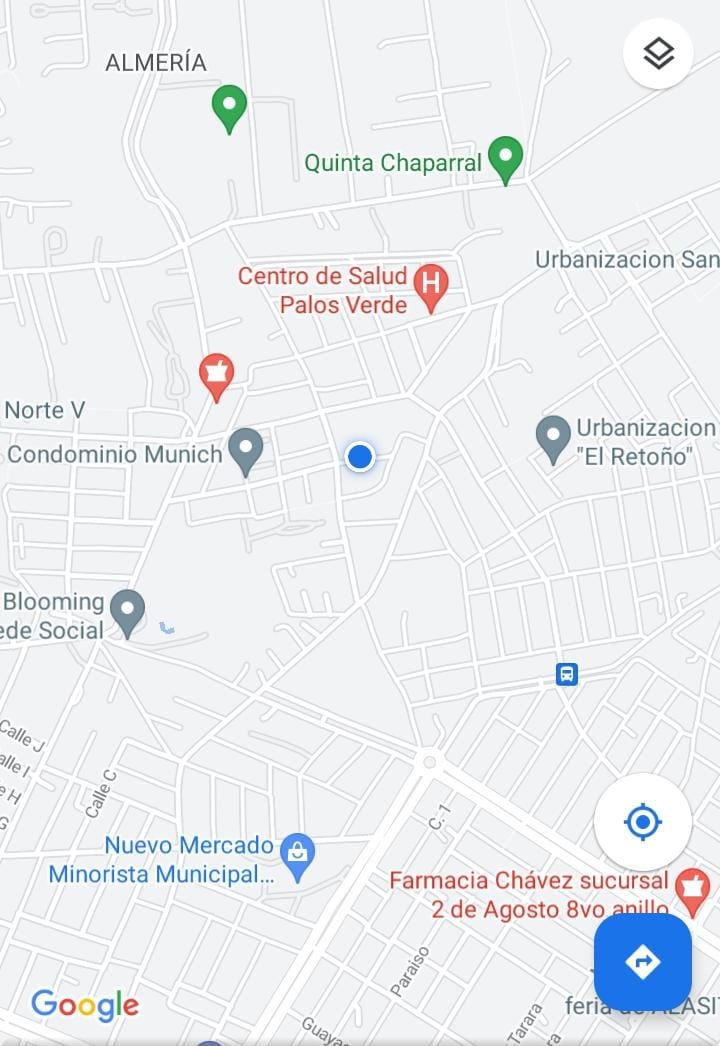 ALMERÍA
Quinta Chaparral
Urbanizacion San
Centro de Salud
Palos Verde
H
Norte V
Condominio Munich
Urbanizacion
"El Retoño"
Blooming
ede Social
Calle J
alle I
e H
G
Calle C
C. 1
Nuevo Mercado
Minorista Municipal...
Farmacia Chávez sucursal
2 de Agosto 8vo anillo
Paraiso
Google
feria de ALASIT
Tarara
Guayac